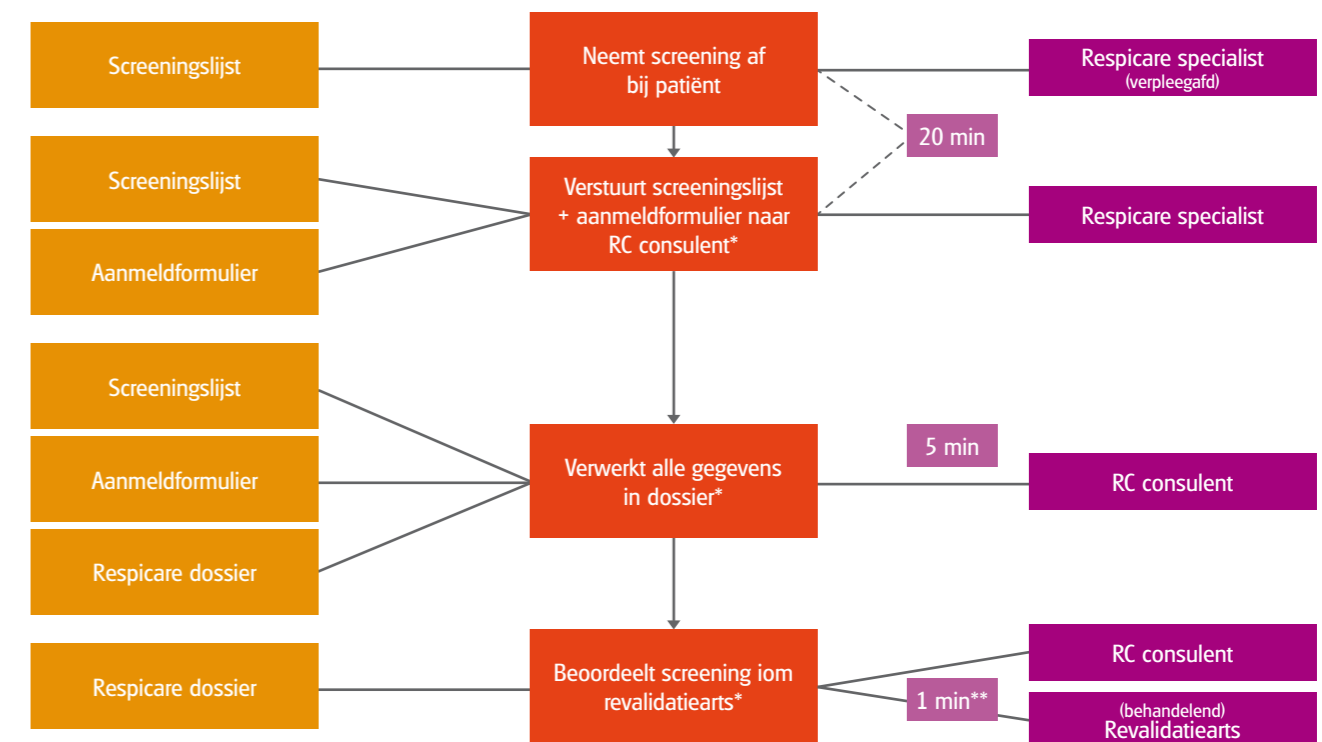 Screeningslijst
Neemt screening af
bij patiënt
Respicare specialist
(verpleegafd)
20 min
Screeningslijst
Aanmeldformulier
Verstuurt screeningslijst
+ aanmeldformulier naar
RC consulent*
Respicare specialist
Screeningslijst
Aanmeldformulier
Respicare dossier
Verwerkt alle gegevens
in dossier*
5 min
RC consulent
Respicare dossier
Beoordeelt screening iom
revalidatiearts*
RC consulent
1 min**
(behandelend)
Revalidatiearts